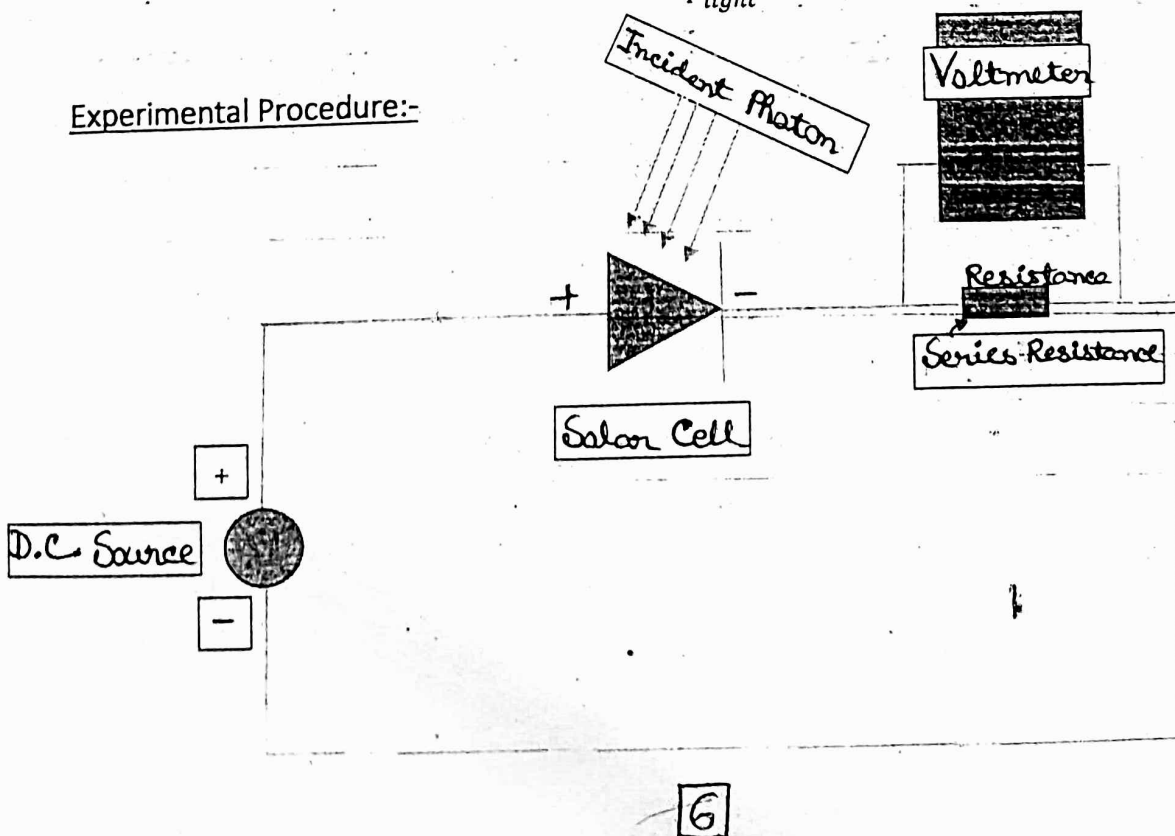 light
Incident Photon
Voltmeter
Experimental Procedure:-
+
-
Resistance
Series-Resistance
Solar Cell
+
D.C. Source
-
6